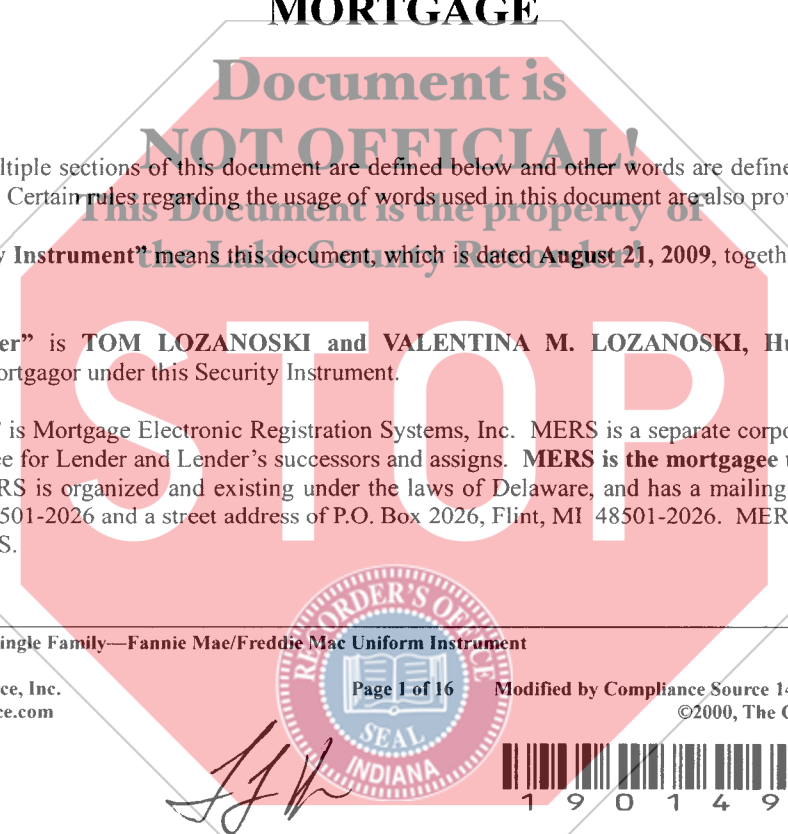 MORTGAGE
Document is
NOT OFFICIAL!
ltiple sections of this document are defined below and other words are define
Certain rules regarding the usage of words used in this document are also prov
This Document is the property of
the Lake County Recorder!
y Instrument” means this document, which is dated August 21, 2009, togeth
er” is TOM LOZANOSKI and VALENTINA M. LOZANOSKI, Hu
ortgagor under this Security Instrument.
STOP
” is Mortgage Electronic Registration Systems, Inc. MERS is a separate corpo
ee for Lender and Lender’s successors and assigns. MERS is the mortgagee u
RS is organized and existing under the laws of Delaware, and has a mailing
501-2026 and a street address of P.O. Box 2026, Flint, MI 48501-2026. MER
S.
RECORDER'S OFFICE
SEAL
INDIANA
ingle Family—Fannie Mae/Freddie Mac Uniform Instrument
ce, Inc.
Page 1 of 16
Modified by Compliance Source 14
ce.com
©2000, The C
1 9 0 1 4 9